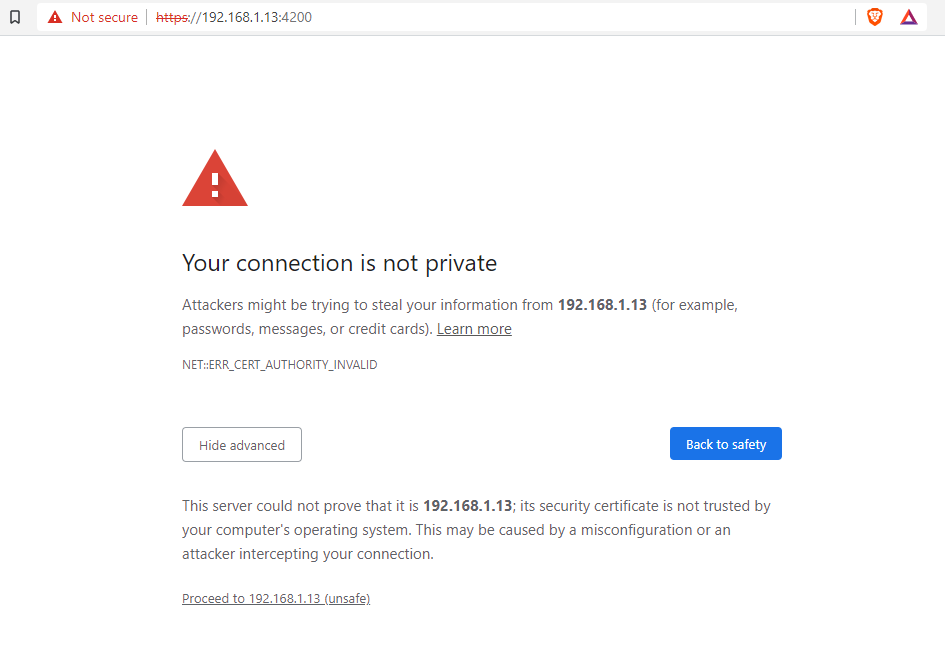 Not secure https://192.168.1.13:4200
Your connection is not private
Attackers might be trying to steal your information from 192.168.1.13 (for example,
passwords, messages, or credit cards). Learn more
NET::ERR_CERT_AUTHORITY_INVALID
Hide advanced
Back to safety
This server could not prove that it is 192.168.1.13; its security certificate is not trusted by
your computer's operating system. This may be caused by a misconfiguration or an
attacker intercepting your connection.
Proceed to 192.168.1.13 (unsafe)